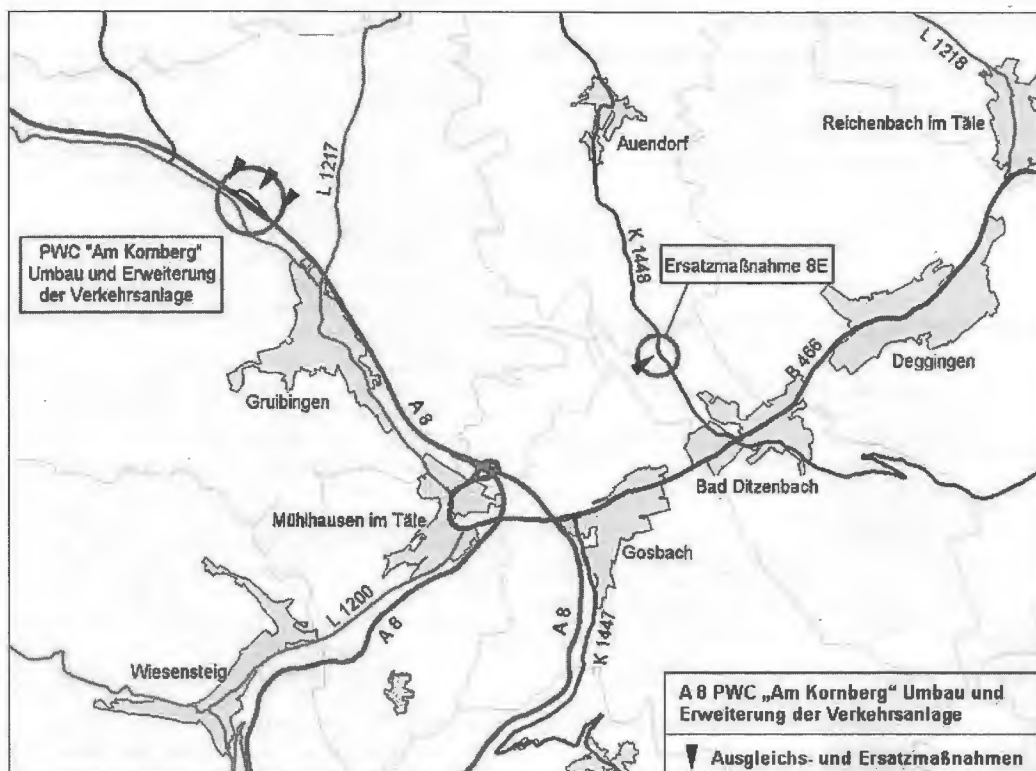 L 1218
Reichenbach im Täle
Auendorf
L 1217
PWC "Am Kornberg"
Umbau und Erweiterung
der Verkehrsanlage
K 1448
Ersatzmaßnahme 8E
B 466
Deggingen
Gruibingen
A 8
Bad Ditzenbach
Mühlhausen im Täle
Gosbach
L 1200
A 8
A 8
K 1447
Wiesensteig
A 8 PWC „Am Kornberg“ Umbau und
Erweiterung der Verkehrsanlage
Ausgleichs- und Ersatzmaßnahmen